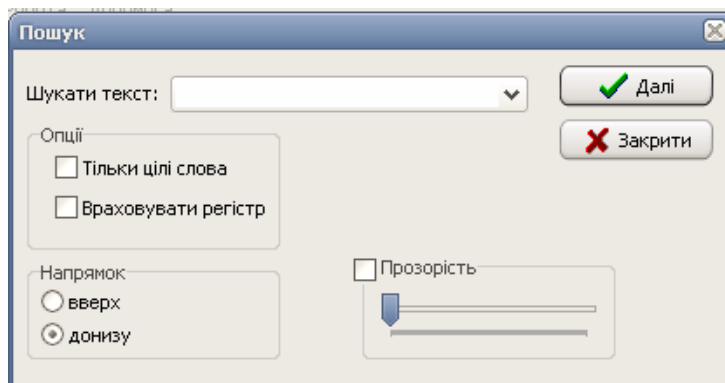 Пошук
Шукати текст:
Далі
Опції
Закрити
Тільки цілі слова
Враховувати регістр
Напрямок
Прозорість
вверх
донизу